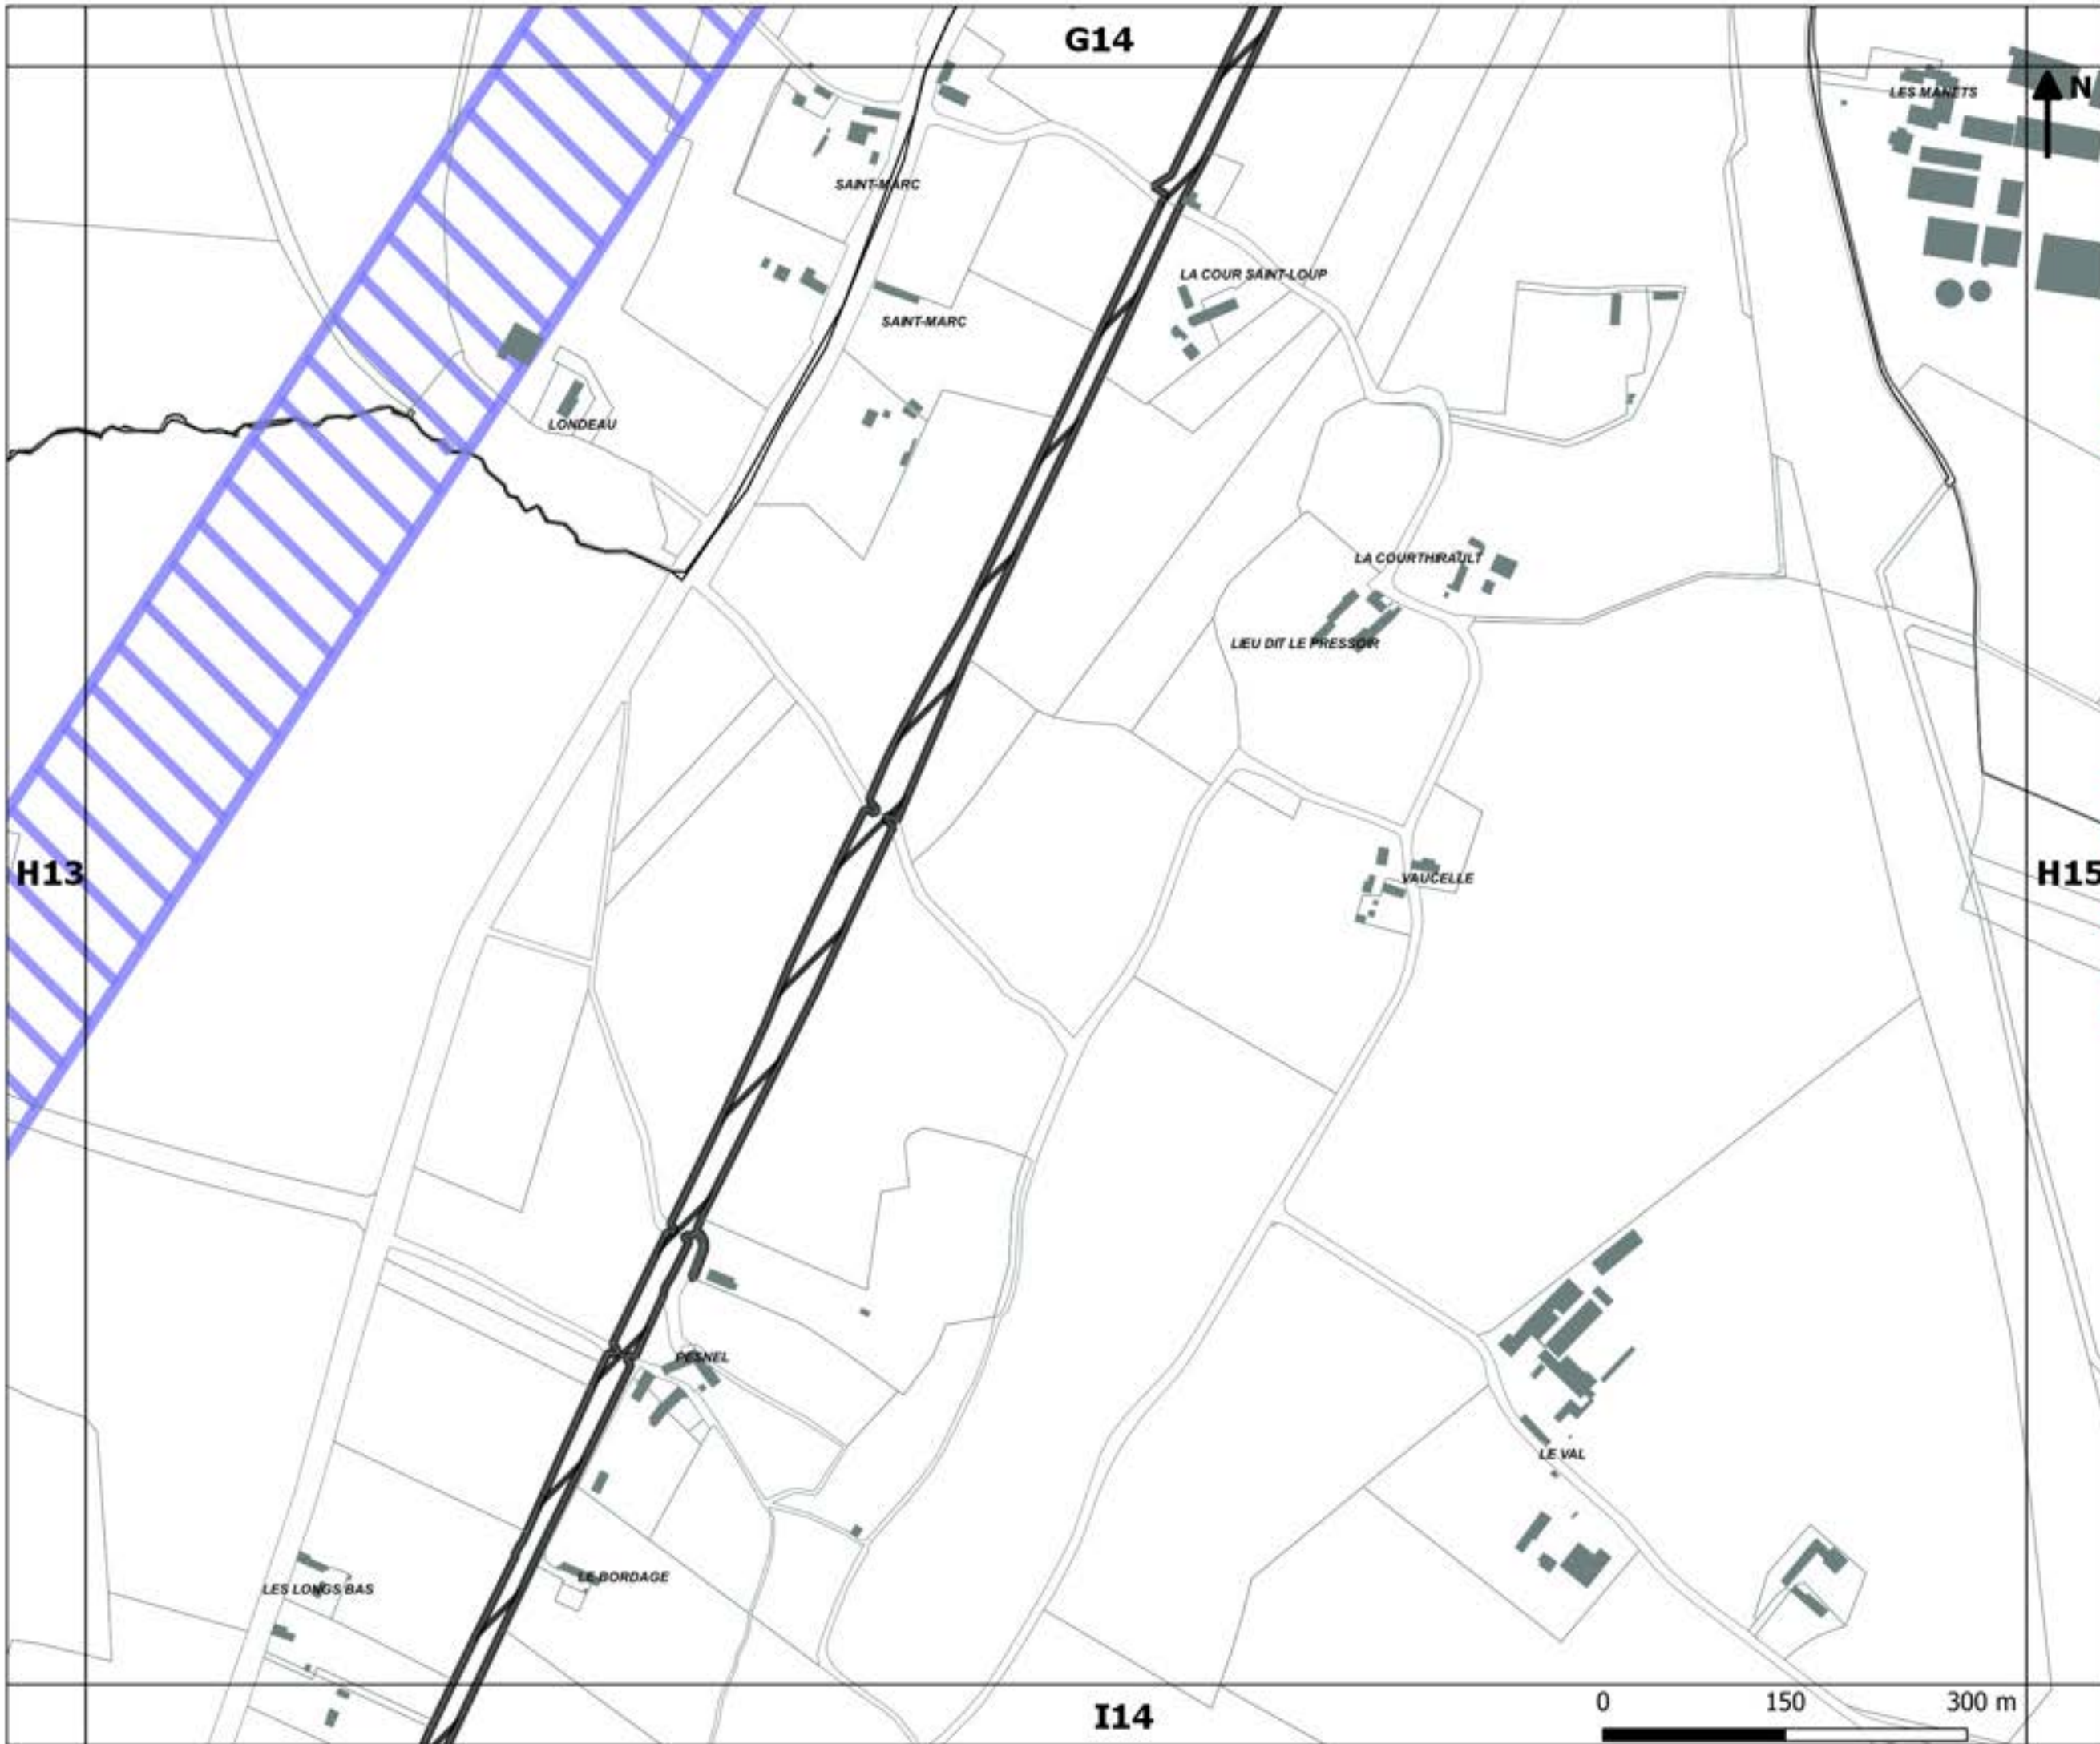 G14
LES MANETS
N
SAINT-MARC
LA COUR SAINT-LOUP
SAINT-MARC
LONDEAU
LA COURTHIRAULT
LIEU DIT LE PRESSOIR
H13
H15
VAUCELLE
PESNEL
LE VAL
LE BORDAGE
LES LONGS BAS
0 150 300 m
I14